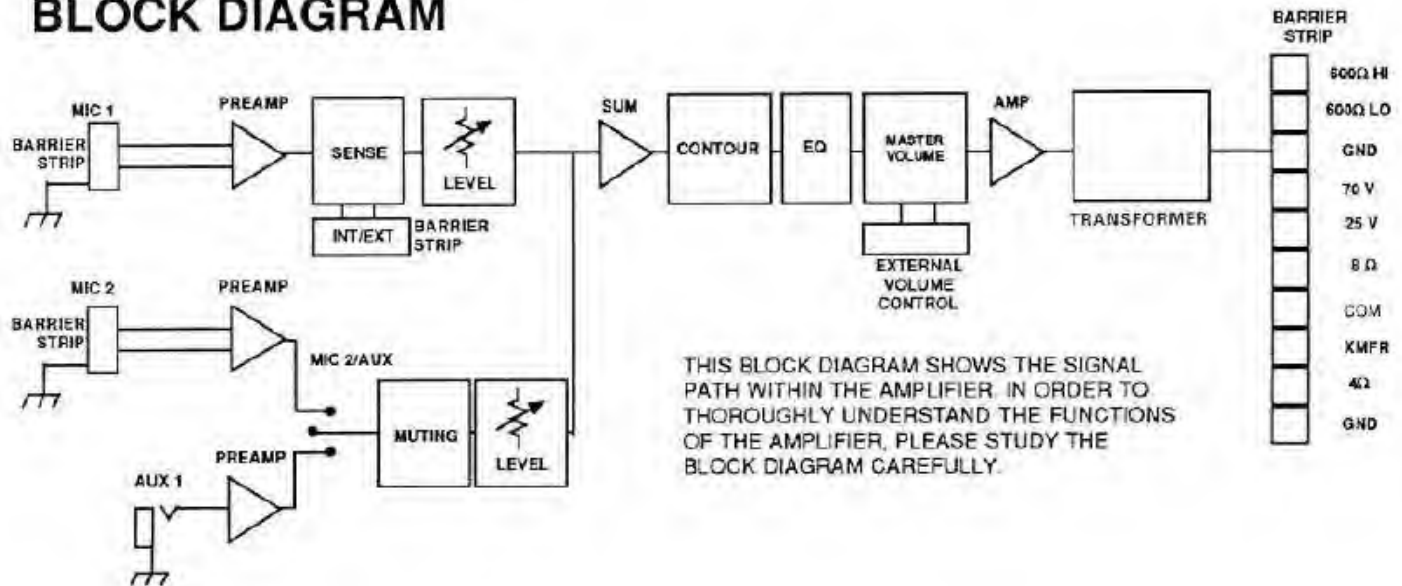 BLOCK DIAGRAM
MIC 1
BARRIER
STRIP
PREAMP
SENSE
INT/EXT
BARRIER
STRIP
LEVEL
SUM
CONTOUR
EQ
MASTER
VOLUME
EXTERNAL
VOLUME
CONTROL
AMP
TRANSFORMER
BARRIER
STRIP
600Ω HI
600Ω LO
GND
70 V
25 V
8 Ω
COM
XMFR
4Ω
GND
MIC 2
BARRIER
STRIP
PREAMP
MIC 2/AUX
AUX 1
PREAMP
MUTING
LEVEL
THIS BLOCK DIAGRAM SHOWS THE SIGNAL
PATH WITHIN THE AMPLIFIER. IN ORDER TO
THOROUGHLY UNDERSTAND THE FUNCTIONS
OF THE AMPLIFIER, PLEASE STUDY THE
BLOCK DIAGRAM CAREFULLY.